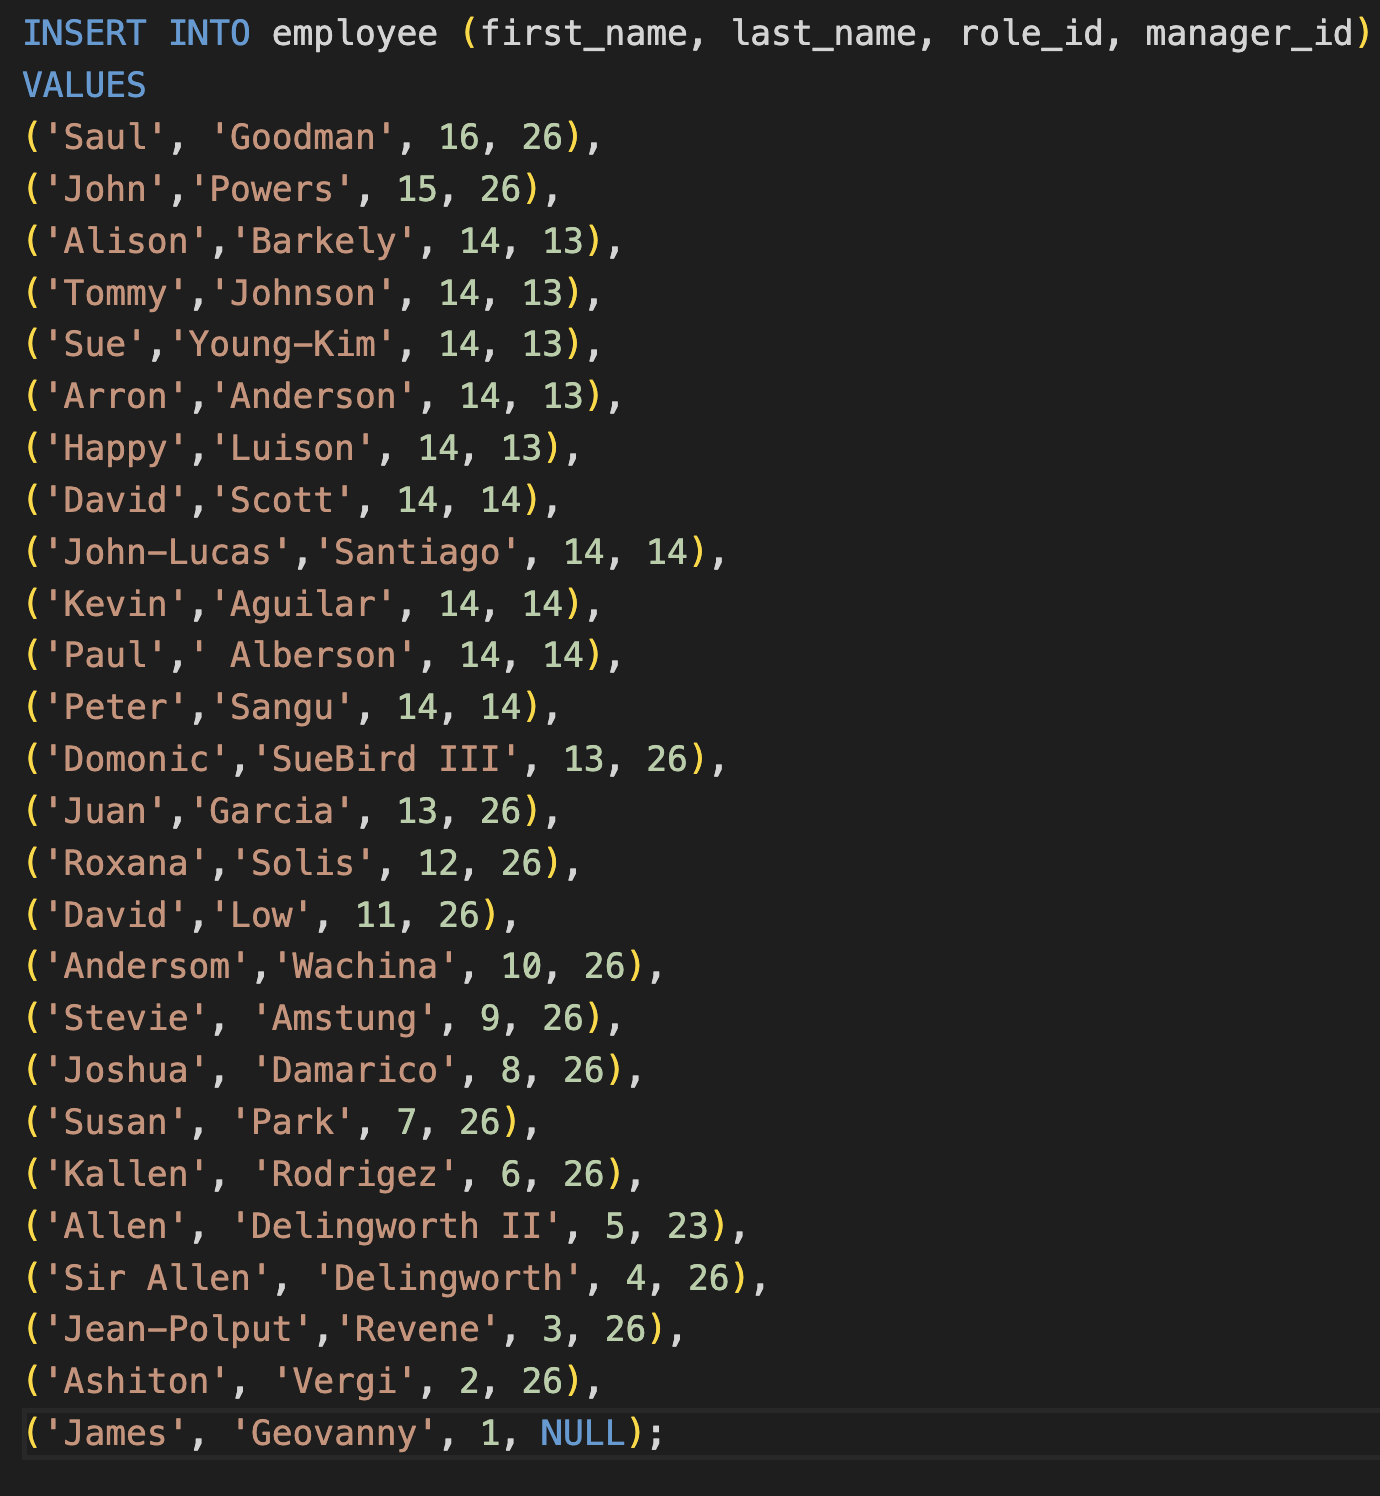 INSERT INTO employee (first_name, last_name, role_id, manager_id)
VALUES
('Saul', 'Goodman', 16, 26),
('John','Powers', 15, 26),
('Alison','Barkely', 14, 13),
('Tommy','Johnson', 14, 13),
('Sue','Young-Kim', 14, 13),
('Arron','Anderson', 14, 13),
('Happy','Luison', 14, 13),
('David','Scott', 14, 14),
('John-Lucas','Santiago', 14, 14),
('Kevin','Aguilar', 14, 14),
('Paul',' Alberson', 14, 14),
('Peter','Sangu', 14, 14),
('Domonic','SueBird III', 13, 26),
('Juan','Garcia', 13, 26),
('Roxana','Solis', 12, 26),
('David','Low', 11, 26),
('Andersom','Wachina', 10, 26),
('Stevie', 'Amstung', 9, 26),
('Joshua', 'Damarico', 8, 26),
('Susan', 'Park', 7, 26),
('Kallen', 'Rodrigez', 6, 26),
('Allen', 'Delingworth II', 5, 23),
('Sir Allen', 'Delingworth', 4, 26),
('Jean-Polput','Revene', 3, 26),
('Ashiton', 'Vergi', 2, 26),
('James', 'Geovanny', 1, NULL);